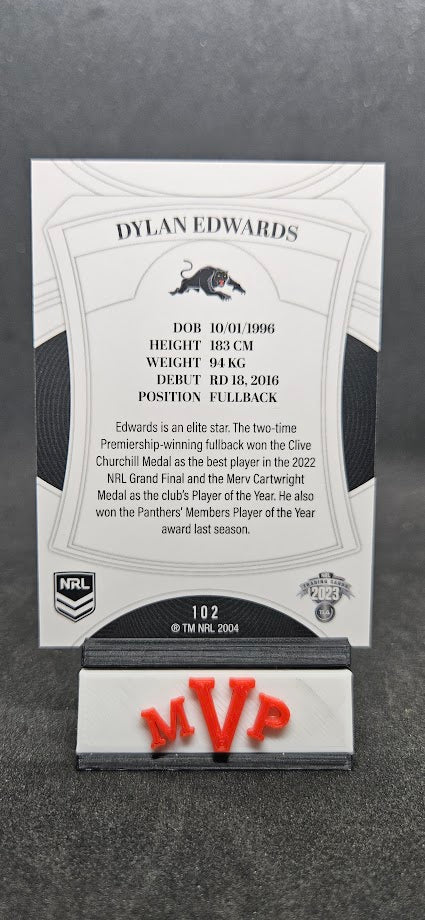 DYLAN EDWARDS
DOB 10/01/1996
HEIGHT 183 CM
WEIGHT 94 KG
DEBUT RD 18, 2016
POSITION FULLBACK
Edwards is an elite star. The two-time
Premiership-winning fullback won the Clive
Churchill Medal as the best player in the 2022
NRL Grand Final and the Merv Cartwright
Medal as the club's Player of the Year. He also
won the Panthers' Members Player of the Year
award last season.
NRL
NRL
TRADING CARDS
2023
TLA
102
® TM NRL 2004
MVP